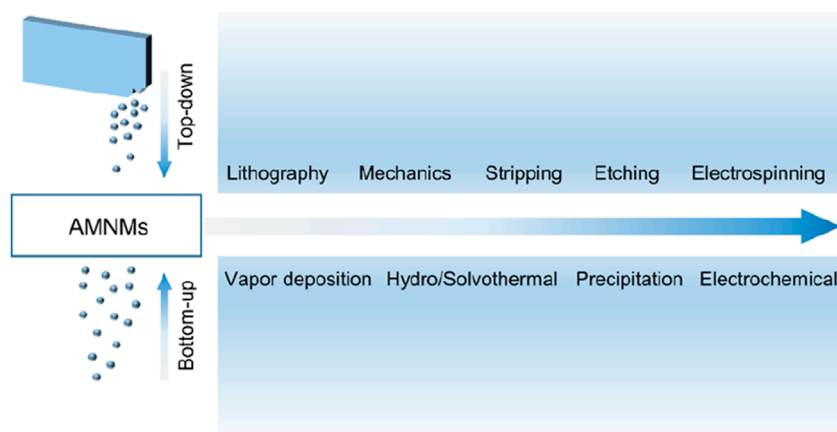 Top-down
Lithography Mechanics Stripping Etching Electrospinning
AMNMs
Vapor deposition Hydro/Solvothermal Precipitation Electrochemical
Bottom-up